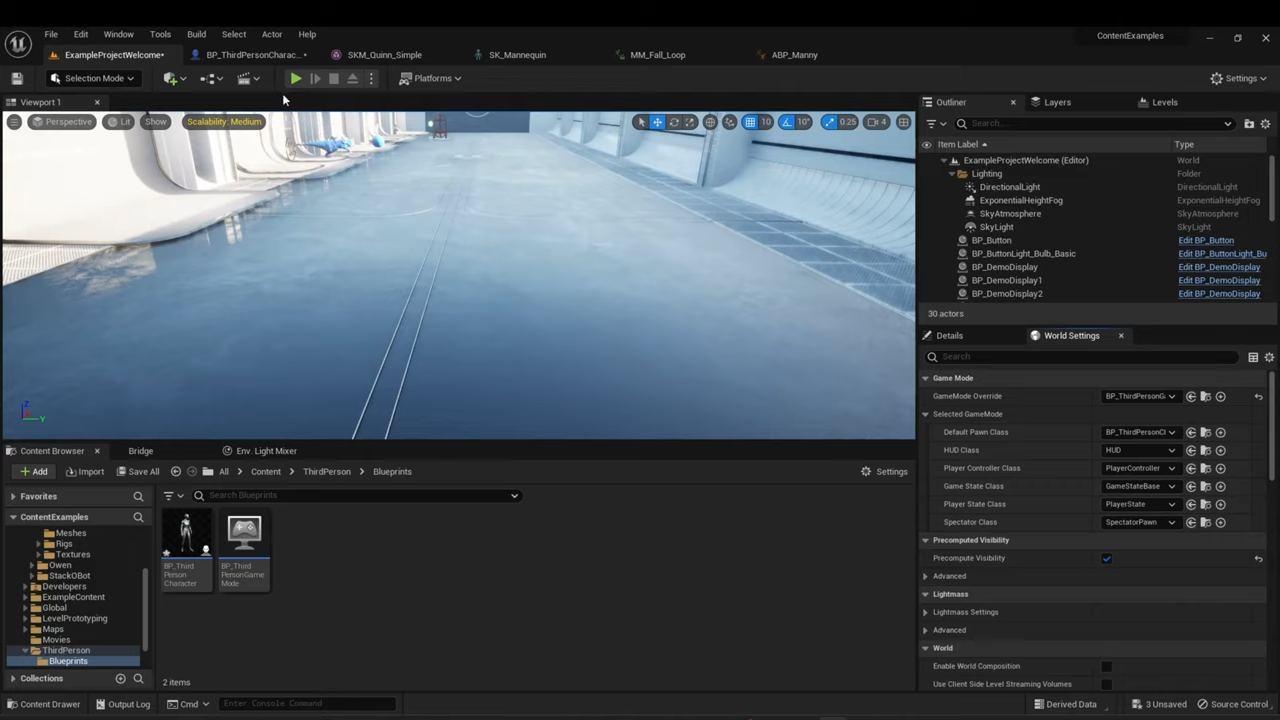 File Edit Window Tools Build Select Actor Help
ContentExamples
ExampleProjectWelcome•
BP_ThirdPersonCharac...•
SKM_Quinn_Simple
SK_Mannequin
MM_Fall_Loop
ABP_Manny
Selection Mode
Platforms
Settings
Viewport 1
Perspective
Lit
Show
Scalability: Medium
10
10°
0.25
4
Outliner
Layers
Levels
Search...
Item Label
Type
ExampleProjectWelcome (Editor) World
Lighting Folder
DirectionalLight DirectionalLight
ExponentialHeightFog ExponentialHeightFog
SkyAtmosphere SkyAtmosphere
SkyLight SkyLight
BP_Button Edit BP_Button
BP_ButtonLight_Bulb_Basic Edit BP_ButtonLight_Bu
BP_DemoDisplay Edit BP_DemoDisplay
BP_DemoDisplay1 Edit BP_DemoDisplay
BP_DemoDisplay2 Edit BP_DemoDisplay
30 actors
Details
World Settings
Search
Game Mode
GameMode Override BP_ThirdPersonG
Selected GameMode
Default Pawn Class BP_ThirdPersonCl
HUD Class HUD
Player Controller Class PlayerController
Game State Class GameStateBase
Player State Class PlayerState
Spectator Class SpectatorPawn
Precomputed Visibility
Precompute Visibility
Advanced
Lightmass
Lightmass Settings
Advanced
World
Enable World Composition
Use Client Side Level Streaming Volumes
Content Browser
Bridge
Env. Light Mixer
Add
Import
Save All
All
Content
ThirdPerson
Blueprints
Settings
Favorites
ContentExamples
Meshes
Rigs
Textures
Owen
StackOBot
Developers
ExampleContent
Global
LevelPrototyping
Maps
Movies
ThirdPerson
Blueprints
Collections
Search Blueprints
BP_Third
Person
Character
BP_Third
PersonGame
Mode
2 items
Content Drawer
Output Log
Cmd
Enter Console Command
Derived Data
3 Unsaved
Source Control
Z
Y